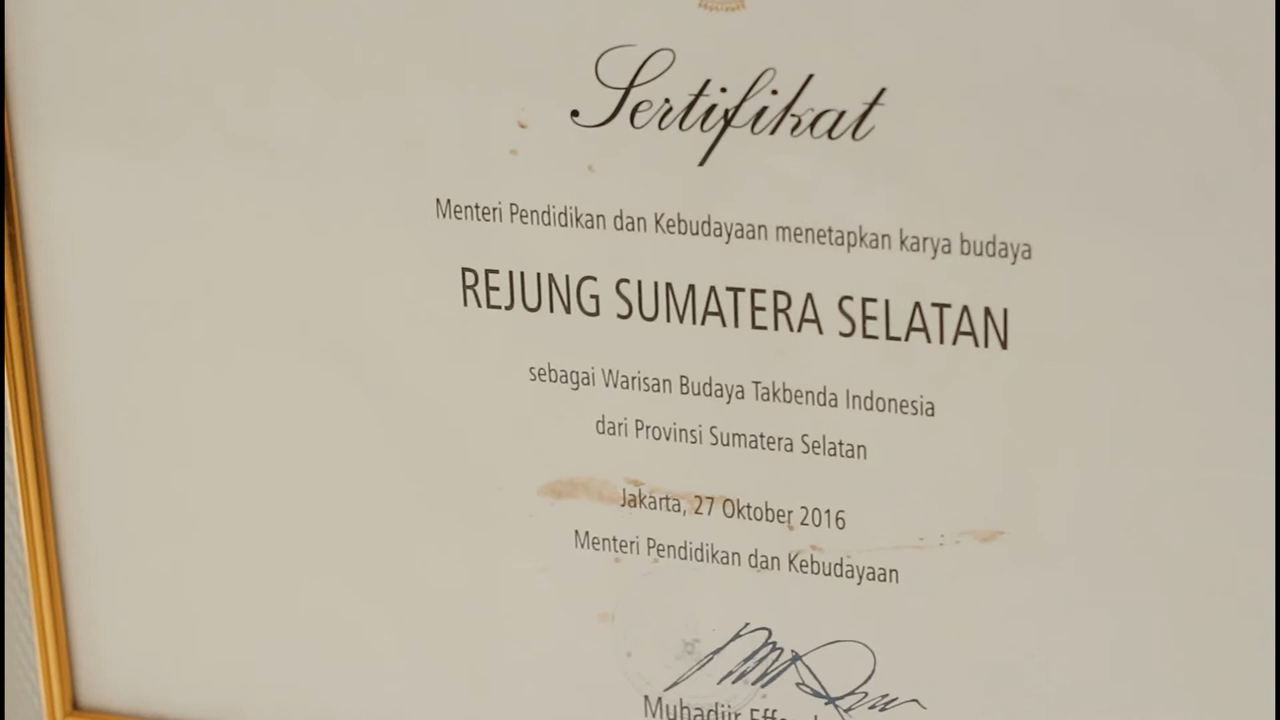 Sertifikat
Menteri Pendidikan dan Kebudayaan menetapkan karya budaya
REJUNG SUMATERA SELATAN
sebagai Warisan Budaya Takbenda Indonesia
dari Provinsi Sumatera Selatan
Jakarta, 27 Oktober 2016
Menteri Pendidikan dan Kebudayaan
Muhadjir